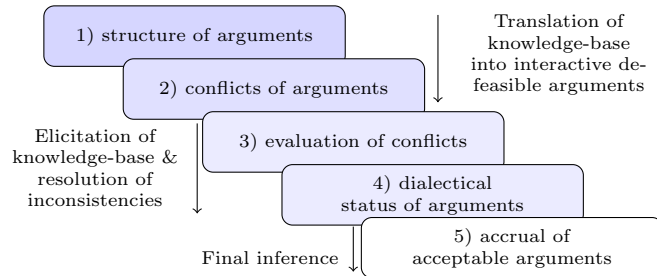 1) structure of arguments
Translation of
knowledge-base
into interactive de-
feasible arguments
2) conflicts of arguments
Elicitation of
knowledge-base &
resolution of
inconsistencies
3) evaluation of conflicts
4) dialectical
status of arguments
5) accrual of
acceptable arguments
Final inference